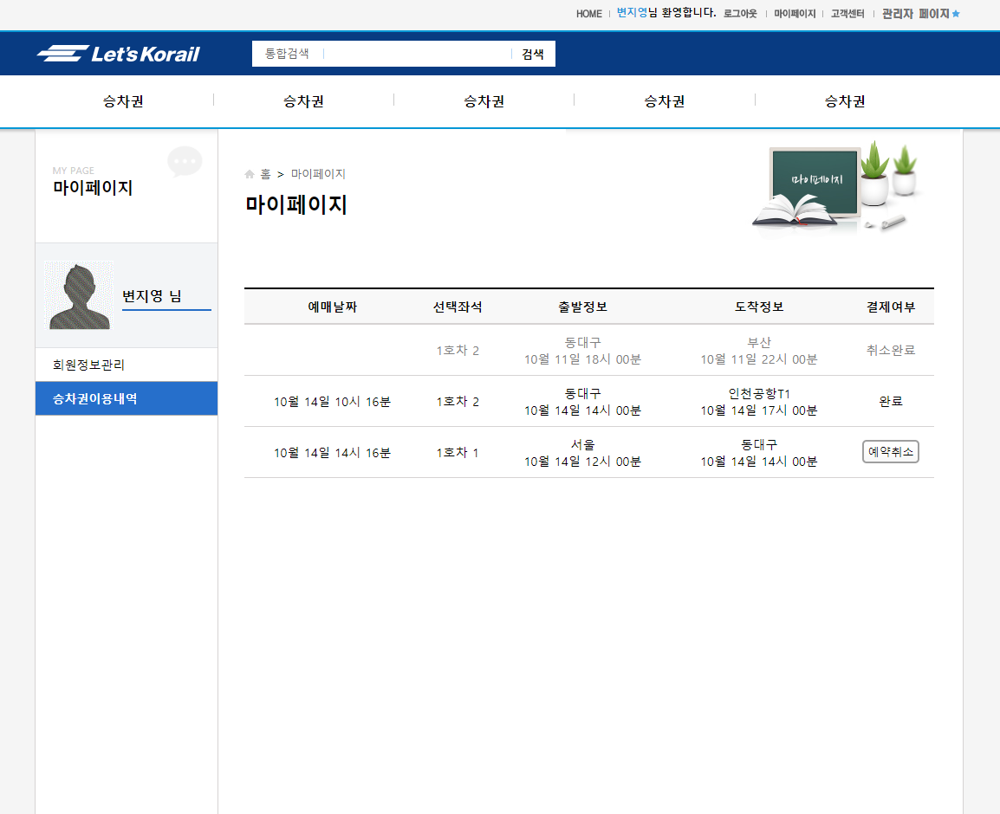 HOME 변지영님 환영합니다. 로그아웃 마이페이지 고객센터 관리자 페이지
Let's Korail 통합검색 검색
승차권 승차권 승차권 승차권 승차권
MY PAGE
마이페이지
홈 > 마이페이지
마이페이지
마이페이지
변지영 님
회원정보관리
승차권이용내역
예매날짜 선택좌석 출발정보 도착정보 결제여부
1호차 2 동대구 부산 취소완료
10월 11일 18시 00분 10월 11일 22시 00분
10월 14일 10시 16분 1호차 2 동대구 인천공항T1 완료
10월 14일 14시 00분 10월 14일 17시 00분
10월 14일 14시 16분 1호차 1 서울 동대구 예약취소
10월 14일 12시 00분 10월 14일 14시 00분